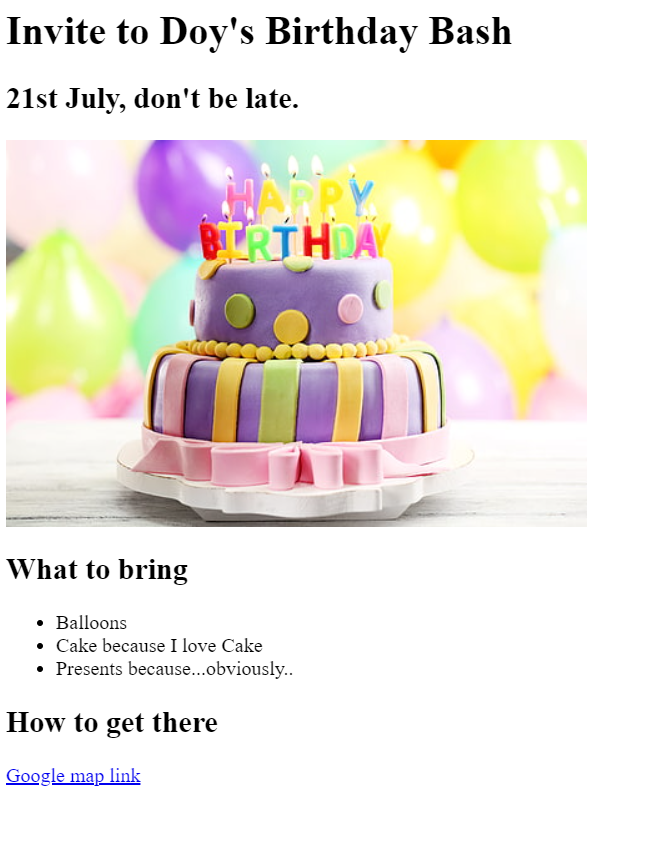 Invite to Doy's Birthday Bash
21st July, don't be late.
HAPPY
BIRTHDAY
What to bring
Balloons
Cake because I love Cake
Presents because...obviously..
How to get there
Google map link